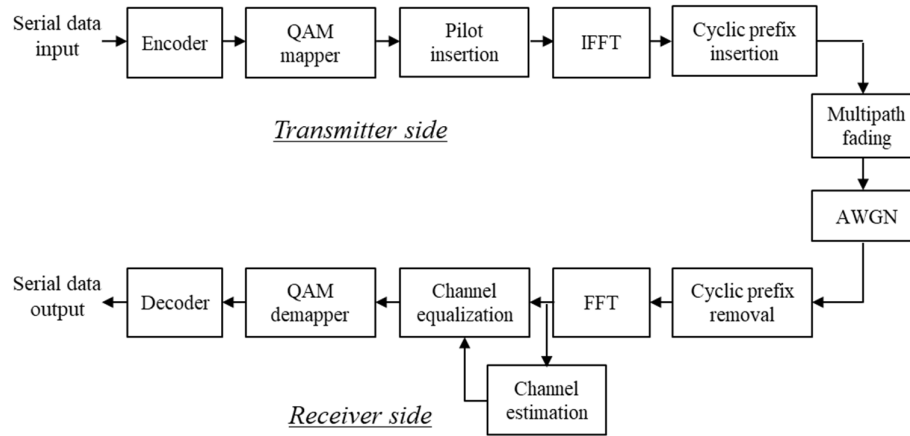 Serial data
input
Encoder
QAM
mapper
Pilot
insertion
IFFT
Cyclic prefix
insertion
Transmitter side
Multipath
fading
AWGN
Serial data
output
Decoder
QAM
demapper
Channel
equalization
FFT
Cyclic prefix
removal
Channel
estimation
Receiver side